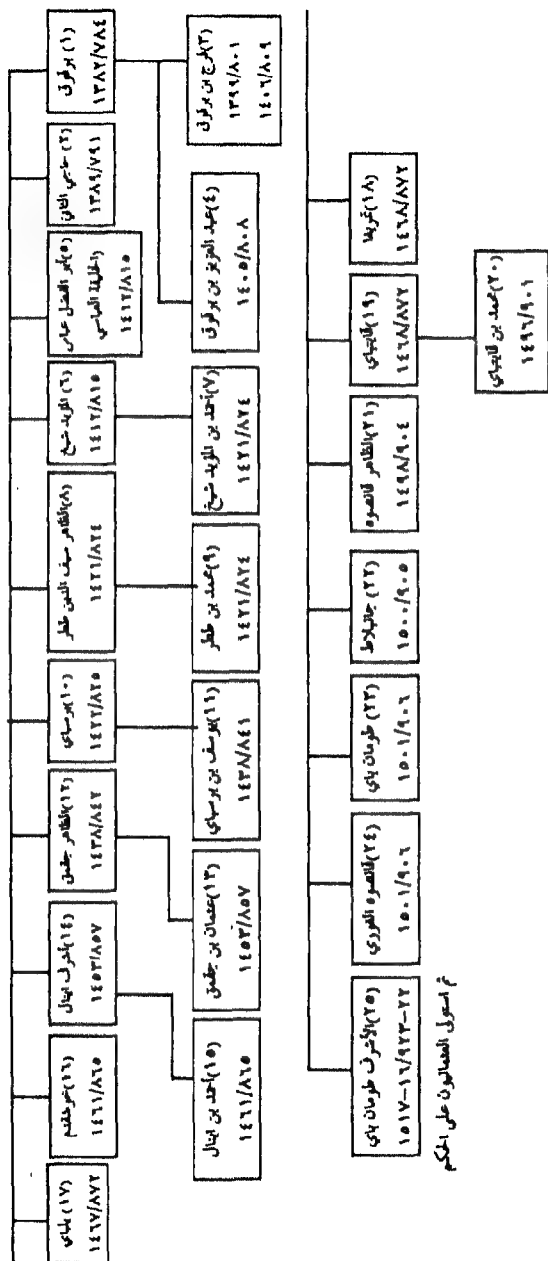 (١) برقوق
١٣٨٢/٧٨٤
(٢) حاجي الثاني
١٣٨٩/٧٩١
(٣) فرج بن برقوق
١٣٩٩/٨٠١
١٤٠٦/٨٠٩
(٤) عبد العزيز بن برقوق
١٤٠٥/٨٠٨
(٥) أبو الفضل عباس
الخليفة العباسي
١٤١٢/٨١٥
(٦) المؤيد شيخ
١٤١٢/٨١٥
(٧) أحمد بن المؤيد شيخ
١٤٢١/٨٢٤
(٨) الظاهر سيف الدين ططر
١٤٢١/٨٢٤
(٩) محمد بن ططر
١٤٢١/٨٢٤
(١٠) برسباي
١٤٢٢/٨٢٥
(١١) يوسف بن برسباي
١٤٣٨/٨٤١
(١٢) الظاهر جقمق
١٤٣٨/٨٤٢
(١٣) عثمان بن جقمق
١٤٥٣/٨٥٧
(١٤) أشرف اينال
١٤٥٣/٨٥٧
(١٥) أحمد بن اينال
١٤٦١/٨٦٥
(١٦) خوشقدم
١٤٦١/٨٦٥
(١٧) يلباي
١٤٦٧/٨٧٢
(١٨) تمربغا
١٤٦٨/٨٧٢
(١٩) قايتباي
١٤٦٨/٨٧٢
(٢٠) محمد بن قايتباي
١٤٩٦/٩٠١
(٢١) الظاهر قانصوه
١٤٩٨/٩٠٤
(٢٢) جانبلاط
١٥٠٠/٩٠٥
(٢٣) طومان باي
١٥٠١/٩٠٦
(٢٤) قانصوه الغوري
١٥٠١/٩٠٦
(٢٥) الأشرف طومان باي
١٥١٧-١٦/٩٢٣-٢٢
ثم استولى العثمانيون على الحكم